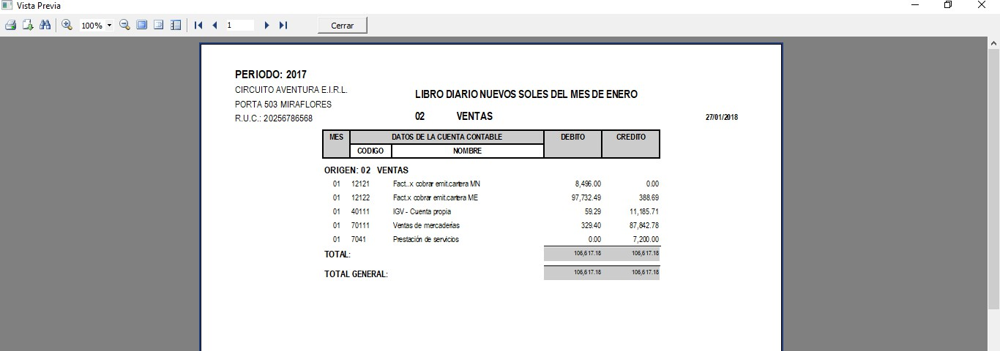 Vista Previa
100%
1
Cerrar
PERIODO: 2017
CIRCUITO AVENTURA E.I.R.L.
PORTA 503 MIRAFLORES
R.U.C.: 20256786568
LIBRO DIARIO NUEVOS SOLES DEL MES DE ENERO
02 VENTAS
27/01/2018
MES DATOS DE LA CUENTA CONTABLE DEBITO CREDITO
CODIGO NOMBRE
ORIGEN: 02 VENTAS
01 12121 Fact..x cobrar emit.cartera MN 8,496.00 0.00
01 12122 Fact.x cobrar emit.cartera ME 97,732.49 388.69
01 40111 IGV - Cuenta propia 59.29 11,185.71
01 70111 Ventas de mercaderias 329.40 87,842.78
01 7041 Prestación de servicios 0.00 7,200.00
TOTAL: 106,617.18 106,617.18
TOTAL GENERAL: 106,617.18 106,617.18